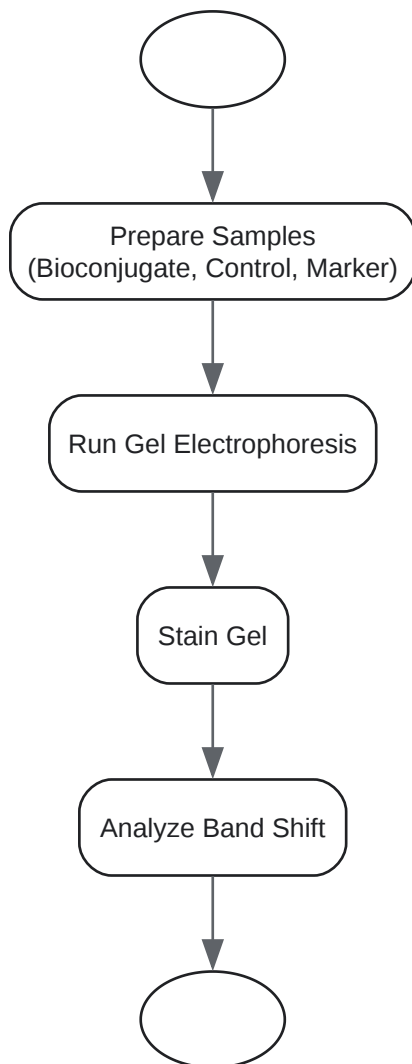 Prepare Samples
(Bioconjugate, Control, Marker)
Run Gel Electrophoresis
Stain Gel
Analyze Band Shift